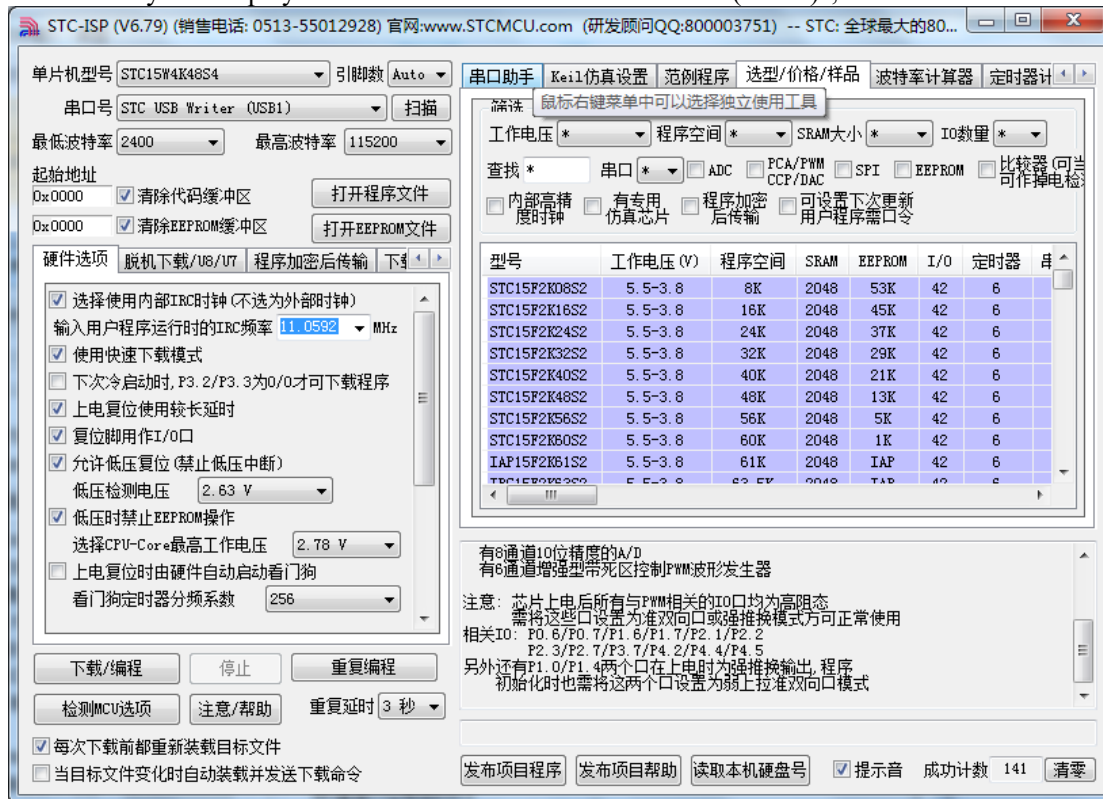 STC-ISP (V6.79) (销售电话: 0513-55012928) 官网:www.STCMCU.com (研发顾问QQ:800003751) -- STC: 全球最大的80...
单片机型号 STC15W4K48S4 引脚数 Auto
串口号 STC USB Writer (USB1) 扫描
最低波特率 2400 最高波特率 115200
起始地址
0x0000 清除代码缓冲区 打开程序文件
0x0000 清除EEPROM缓冲区 打开EEPROM文件
硬件选项 脱机下载/U8/U7 程序加密后传输
选择使用内部IRC时钟(不选为外部时钟)
输入用户程序运行时的IRC频率 11.0592 MHz
使用快速下载模式
下次冷启动时,P3.2/P3.3为0/0才可下载程序
上电复位使用较长延时
复位脚用作I/O口
允许低压复位(禁止低压中断)
低压检测电压 2.63 V
低压时禁止EEPROM操作
选择CPU-Core最高工作电压 2.78 V
上电复位时由硬件自动启动看门狗
看门狗定时器分频系数 256
下载/编程 停止 重复编程
检测MCU选项 注意/帮助 重复延时 3 秒
每次下载前都重新装载目标文件
当目标文件变化时自动装载并发送下载命令
串口助手 Keil仿真设置 范例程序 选型/价格/样品 波特率计算器 定时器计
筛选 鼠标右键菜单中可以选择独立使用工具
工作电压 * 程序空间 * SRAM大小 * IO数量 *
查找 * 串口 * ADC PCA/PWM CCP/DAC SPI EEPROM 比较器(可当 可作掉电检
内部高精度时钟 有专用仿真芯片 程序加密后传输 可设置下次更新用户程序需口令
型号 工作电压(V) 程序空间 SRAM EEPROM I/O 定时器
STC15F2K08S2 5.5-3.8 8K 2048 53K 42 6
STC15F2K16S2 5.5-3.8 16K 2048 45K 42 6
STC15F2K24S2 5.5-3.8 24K 2048 37K 42 6
STC15F2K32S2 5.5-3.8 32K 2048 29K 42 6
STC15F2K40S2 5.5-3.8 40K 2048 21K 42 6
STC15F2K48S2 5.5-3.8 48K 2048 13K 42 6
STC15F2K56S2 5.5-3.8 56K 2048 5K 42 6
STC15F2K60S2 5.5-3.8 60K 2048 1K 42 6
IAP15F2K61S2 5.5-3.8 61K 2048 IAP 42 6
有8通道10位精度的A/D
有6通道增强型带死区控制PWM波形发生器
注意: 芯片上电后所有与PWM相关的IO口均为高阻态
需将这些口设置为准双向口或强推挽模式方可正常使用
相关IO: P0.6/P0.7/P1.6/P1.7/P2.1/P2.2
P2.3/P2.7/P3.7/P4.2/P4.4/P4.5
另外还有P1.0/P1.4两个口在上电时为强推挽输出,程序
初始化时也需将这两个口设置为弱上拉准双向口模式
发布项目程序 发布项目帮助 读取本机硬盘号 提示音 成功计数 141 清零